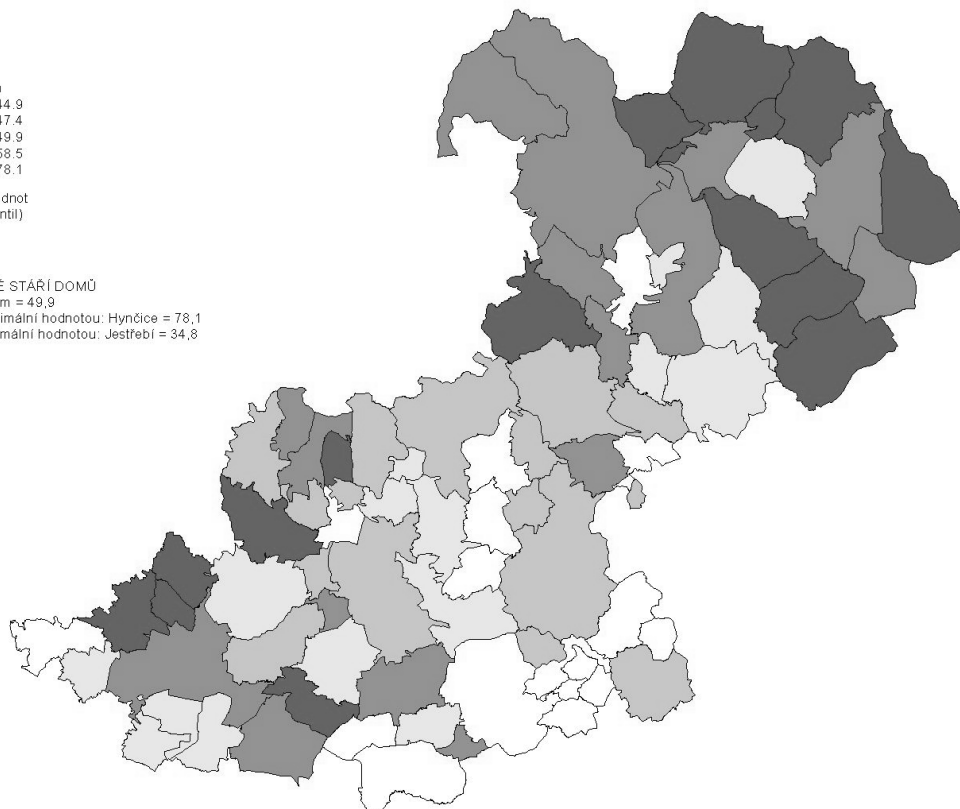 44.9
47.4
49.9
58.5
78.1
dnot
ntil)
É STÁŘÍ DOMŮ
m = 49,9
imální hodnotou: Hynčice = 78,1
imální hodnotou: Jestřebí = 34,8